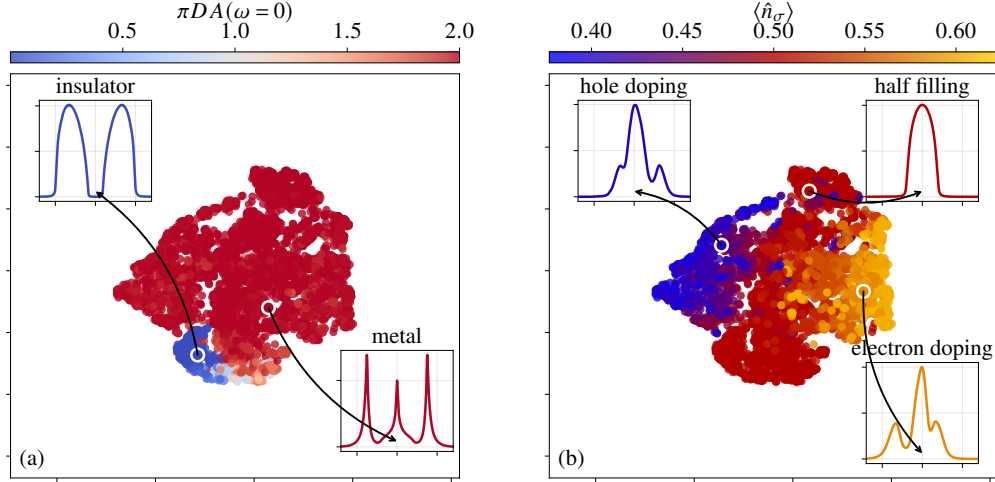 πDA(ω = 0)
0.5 1.0 1.5 2.0
insulator
metal
(a)
⟨n̂σ⟩
0.40 0.45 0.50 0.55 0.60
hole doping
half filling
electron doping
(b)